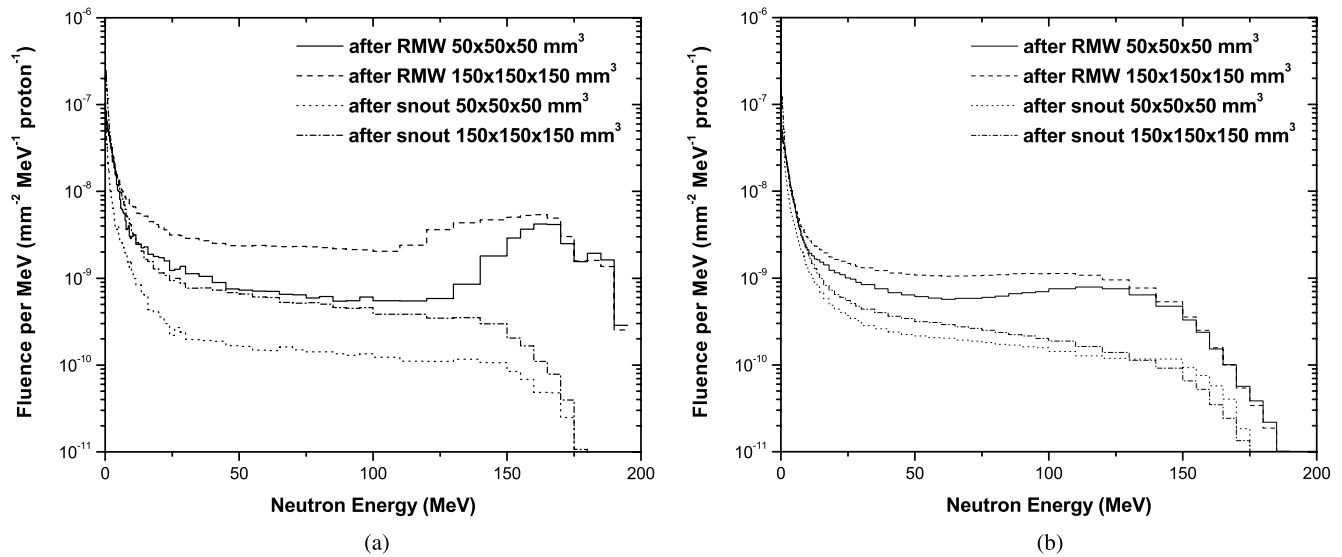 Fluence per MeV (mm⁻² MeV⁻¹ proton⁻¹)
10⁻⁶
10⁻⁷
10⁻⁸
10⁻⁹
10⁻¹⁰
10⁻¹¹
after RMW 50x50x50 mm³
after RMW 150x150x150 mm³
after snout 50x50x50 mm³
after snout 150x150x150 mm³
0 50 100 150 200
Neutron Energy (MeV)
(a)
Fluence per MeV (mm⁻² MeV⁻¹ proton⁻¹)
10⁻⁶
10⁻⁷
10⁻⁸
10⁻⁹
10⁻¹⁰
10⁻¹¹
after RMW 50x50x50 mm³
after RMW 150x150x150 mm³
after snout 50x50x50 mm³
after snout 150x150x150 mm³
0 50 100 150 200
Neutron Energy (MeV)
(b)